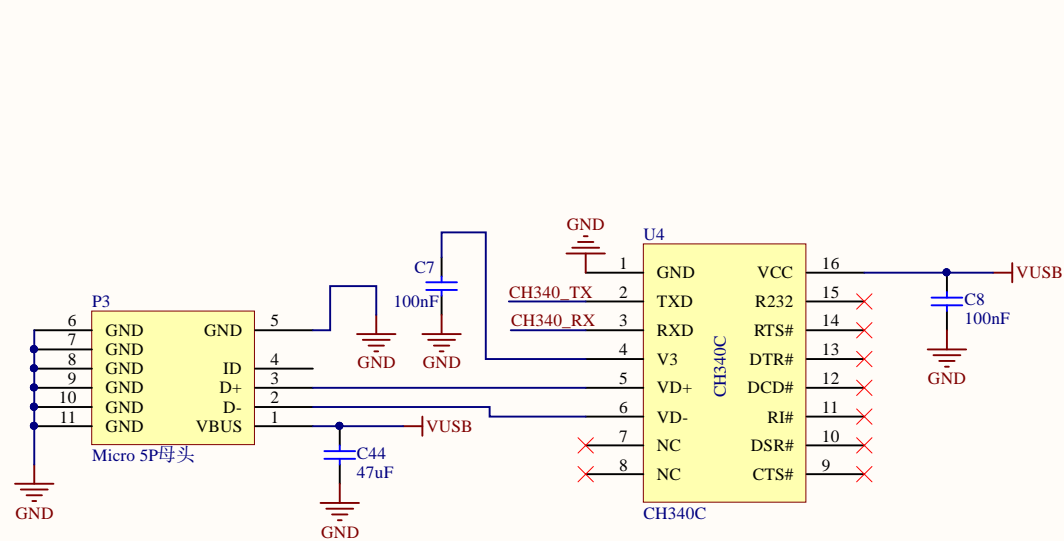 GND
U4
1 GND VCC 16
VUSB
C7
100nF
CH340_TX 2 TXD R232 15
C8
100nF
CH340_RX 3 RXD RTS# 14
P3
6 GND GND 5
7 GND
8 GND ID 4
9 GND D+ 3
10 GND D- 2
11 GND VBUS 1
VUSB
Micro 5P母头
GND
GND
4 V3 DTR# 13
CH340C
5 VD+ DCD# 12
6 VD- RI# 11
7 NC DSR# 10
8 NC CTS# 9
GND
C44
47uF
GND
CH340C
GND